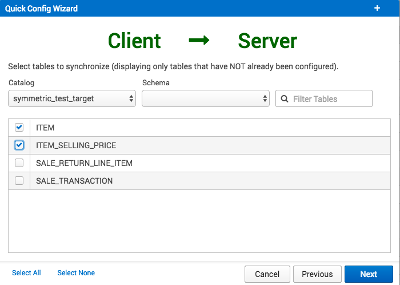 Quick Config Wizard +
Client → Server
Select tables to synchronize (displaying only tables that have NOT already been configured).
Catalog Schema
symmetric_test_target Filter Tables
ITEM
ITEM_SELLING_PRICE
SALE_RETURN_LINE_ITEM
SALE_TRANSACTION
Select All Select None Cancel Previous Next